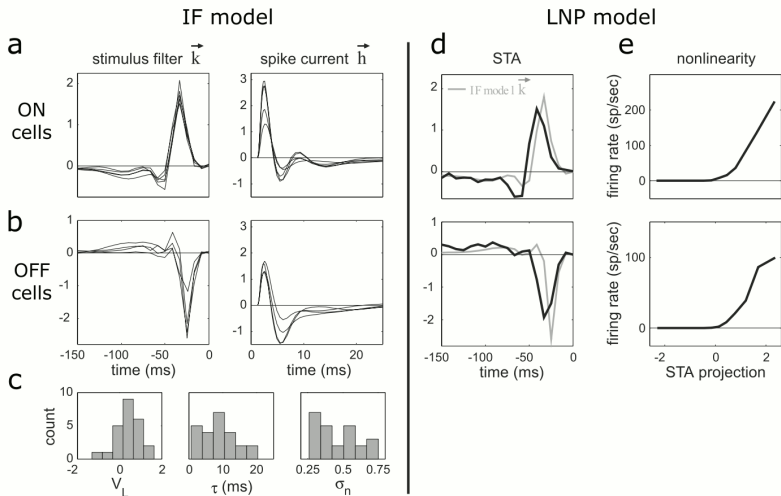 IF model
LNP model
a
stimulus filter k
spike current h
ON
cells
2
1
0
3
2
1
0
-1
b
OFF
cells
1
0
-1
-2
-150 -100 -50 0
time (ms)
3
2
1
0
-1
0 10 20
time (ms)
c
count
10
5
0
-2 0 2
V_L
0 10 20
τ (ms)
0.25 0.5 0.75
σn
d
STA
IF model k
2
1
0
1
0
-1
-2
-150 -100 -50 0
time (ms)
e
nonlinearity
firing rate (sp/sec)
200
100
0
firing rate (sp/sec)
100
0
-2 0 2
STA projection